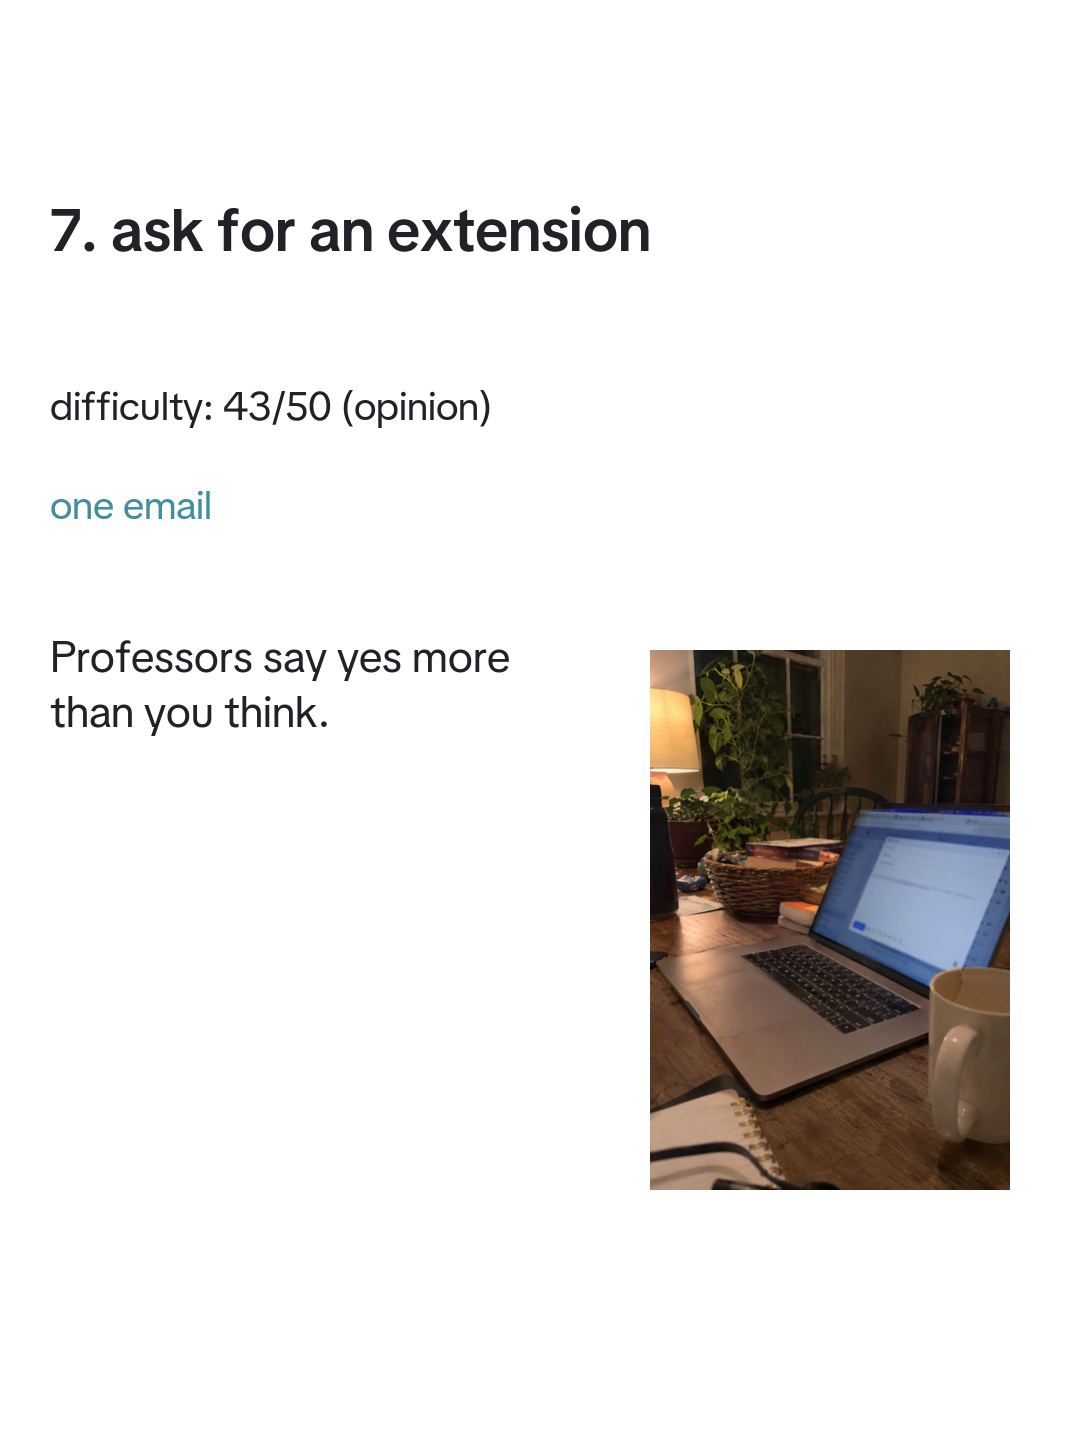 7. ask for an extension
difficulty: 43/50 (opinion)
one email
Professors say yes more
than you think.